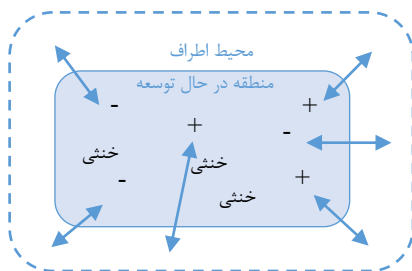 محیط اطراف
منطقه در حال توسعه
+
-
+
-
خنثی
خنثی
+
-
خنثی